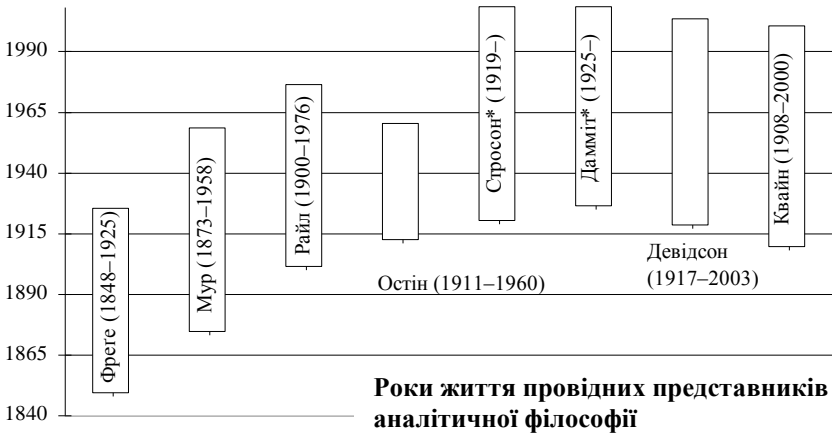 1990
1965
1940
1915
1890
1865
1840
Фреге (1848–1925)
Мур (1873–1958)
Райл (1900–1976)
Остін (1911–1960)
Стросон* (1919–)
Дамміт* (1925–)
Девідсон
(1917–2003)
Квайн (1908–2000)
Роки життя провідних представників
аналітичної філософії